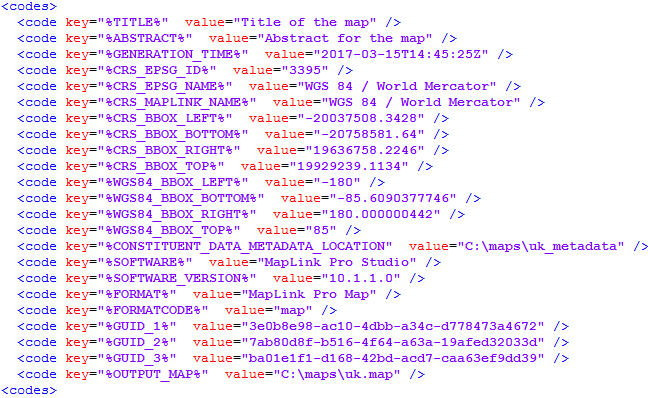 <codes>
<code key="%TITLE%" value="Title of the map" />
<code key="%ABSTRACT%" value="Abstract for the map" />
<code key="%GENERATION_TIME%" value="2017-03-15T14:45:25Z" />
<code key="%CRS_EPSG_ID%" value="3395" />
<code key="%CRS_EPSG_NAME%" value="WGS 84 / World Mercator" />
<code key="%CRS_MAPLINK_NAME%" value="WGS 84 / World Mercator" />
<code key="%CRS_BBOX_LEFT%" value="-20037508.3428" />
<code key="%CRS_BBOX_BOTTOM%" value="-20758581.64" />
<code key="%CRS_BBOX_RIGHT%" value="19636758.2246" />
<code key="%CRS_BBOX_TOP%" value="19929239.1134" />
<code key="%WGS84_BBOX_LEFT%" value="-180" />
<code key="%WGS84_BBOX_BOTTOM%" value="-85.6090377746" />
<code key="%WGS84_BBOX_RIGHT%" value="180.000000442" />
<code key="%WGS84_BBOX_TOP%" value="85" />
<code key="%CONSTITUENT_DATA_METADATA_LOCATION" value="C:\maps\uk_metadata" />
<code key="%SOFTWARE%" value="MapLink Pro Studio" />
<code key="%SOFTWARE_VERSION%" value="10.1.1.0" />
<code key="%FORMAT%" value="MapLink Pro Map" />
<code key="%FORMATCODE%" value="map" />
<code key="%GUID_1%" value="3e0b8e98-ac10-4dbb-a34c-d778473a4672" />
<code key="%GUID_2%" value="7ab80d8f-b516-4f64-a63a-19afed32033d" />
<code key="%GUID_3%" value="ba01e1f1-d168-42bd-acd7-caa63ef9dd39" />
<code key="%OUTPUT_MAP%" value="C:\maps\uk.map" />
<codes>